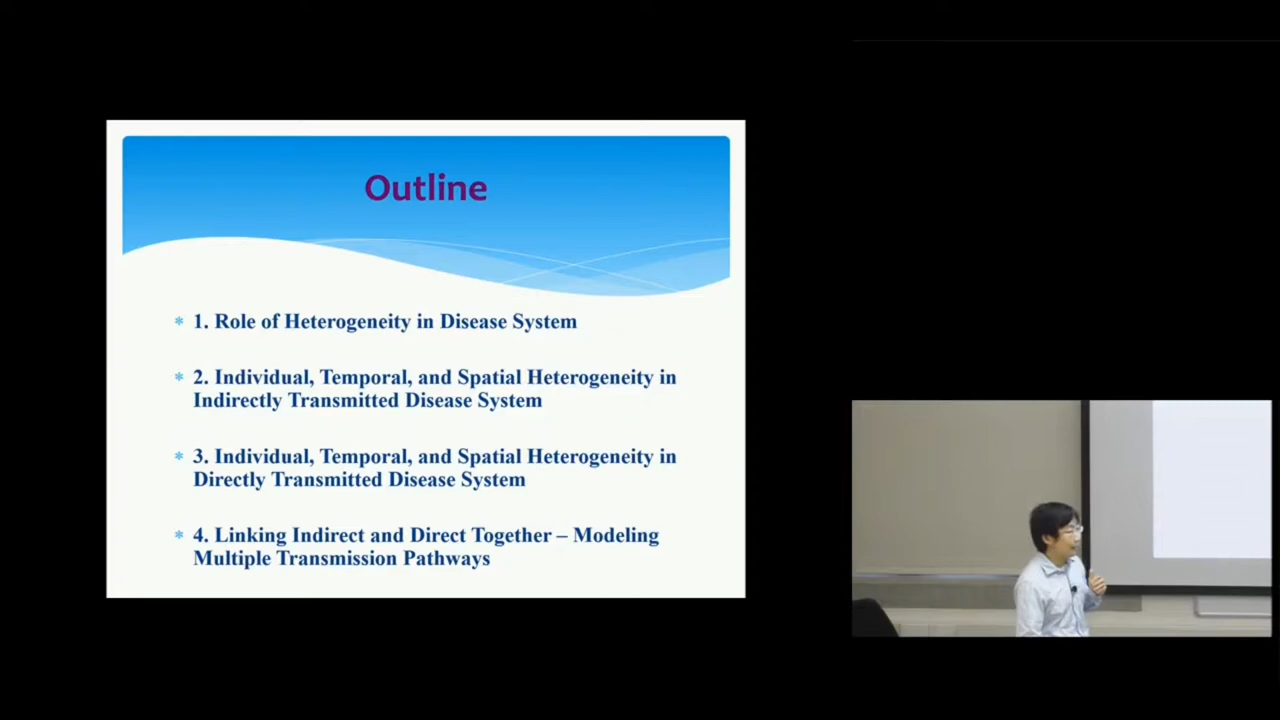 Outline
* 1. Role of Heterogeneity in Disease System
* 2. Individual, Temporal, and Spatial Heterogeneity in
Indirectly Transmitted Disease System
* 3. Individual, Temporal, and Spatial Heterogeneity in
Directly Transmitted Disease System
* 4. Linking Indirect and Direct Together – Modeling
Multiple Transmission Pathways